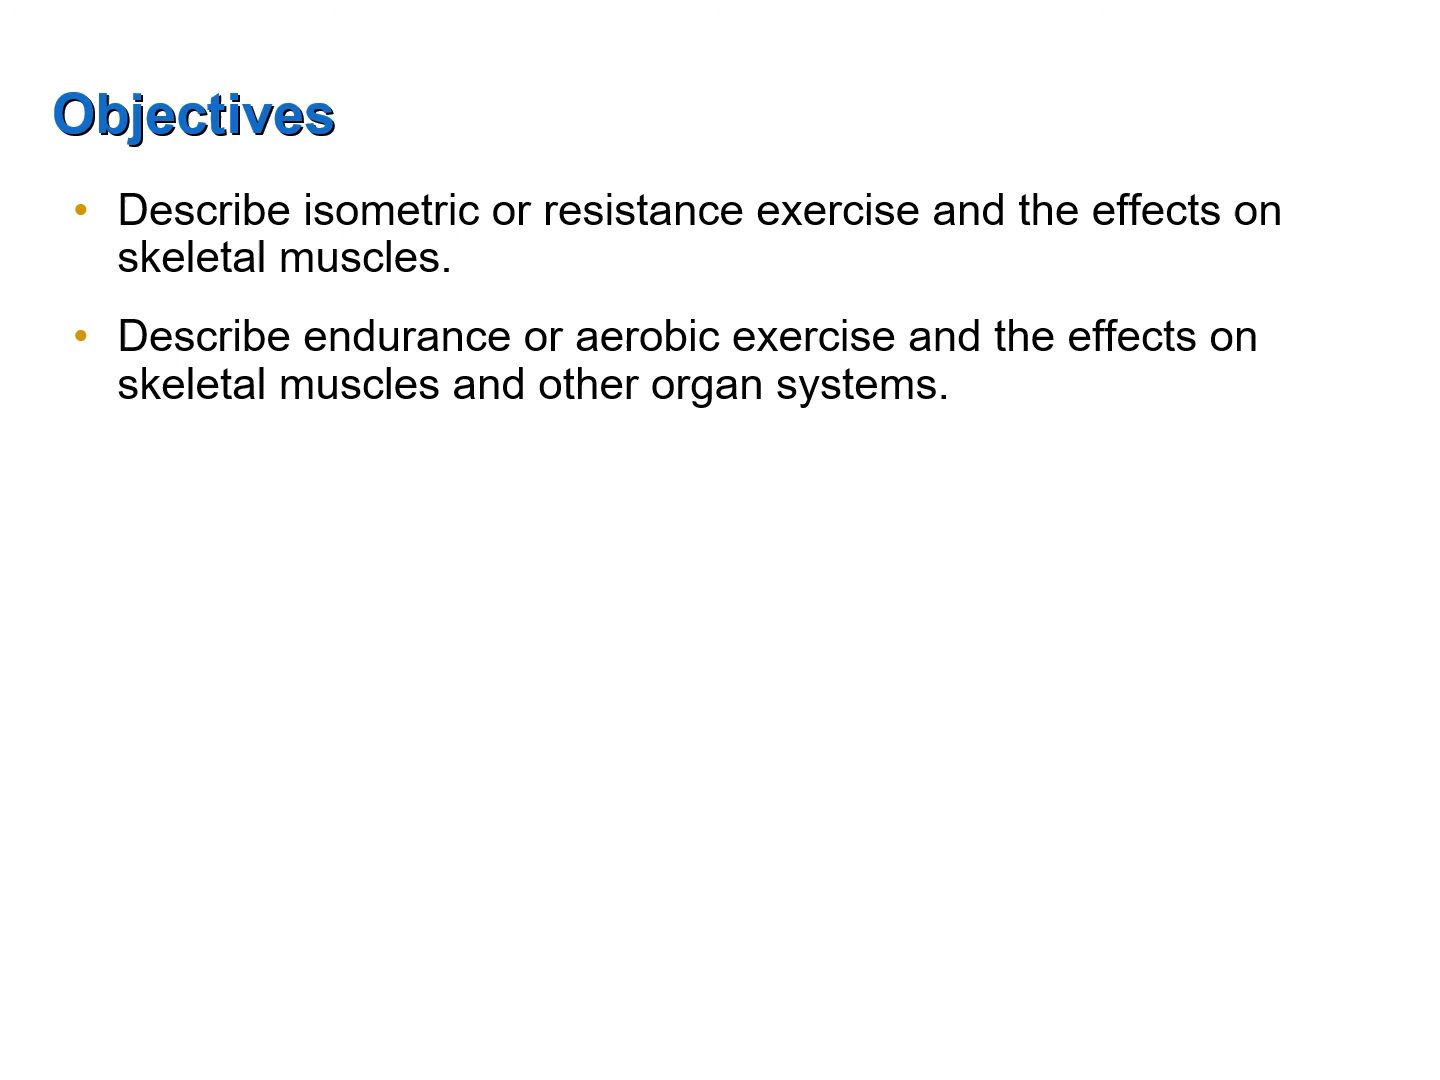 Objectives
• Describe isometric or resistance exercise and the effects on
skeletal muscles.
• Describe endurance or aerobic exercise and the effects on
skeletal muscles and other organ systems.